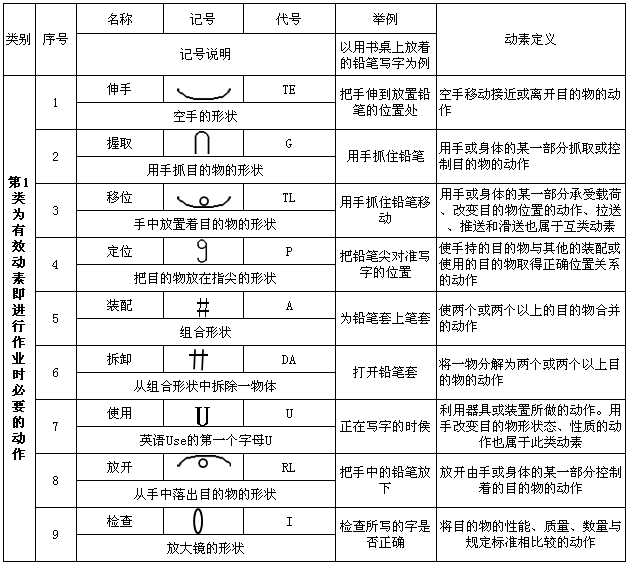 类别 序号 名称 记号 代号 举例 动素定义
记号说明 以用书桌上放着
的铅笔写字为例
第1类为有效动素即进行作业时必要的动作
1 伸手 TE 把手伸到放置铅
笔的位置处 空手移动接近或离开目的物的动
作
空手的形状
2 握取 G 用手抓住铅笔 用手或身体的某一部分抓取或
控制目的物的动作
用手抓目的物的形状
3 移位 TL 用手抓住铅笔移
动 用手或身体的某一部分承受载荷
、改变目的物位置的动作、拉送
、推送和滑送也属于互类动素
手中放置着目的物的形状
4 定位 P 把铅笔尖对准写
字的位置 使手持的目的物与其他的装配或
使用的目的物取得正确位置关系
的动作
把目的物放在指尖的形状
5 装配 A 为铅笔套上笔套 使两个或两个以上的目的物合并
的动作
组合形状
6 拆卸 DA 打开铅笔套 将一物分解为两个或两个以上目
的物的动作
从组合形状中拆除一物体
7 使用 U U 正在写字的时侯 利用器具或装置所做的动作。用
手改变目的物形状态、性质的动
作也属于此类动素
英语Use的第一个字母U
8 放开 RL 把手中的铅笔放
下 放开由手或身体的某一部分控制
着的目的物的动作
从手中落出目的物的形状
9 检查 I 检查所写的字是
否正确 将目的物的性能、质量、数量与
规定标准相比较的动作
放大镜的形状